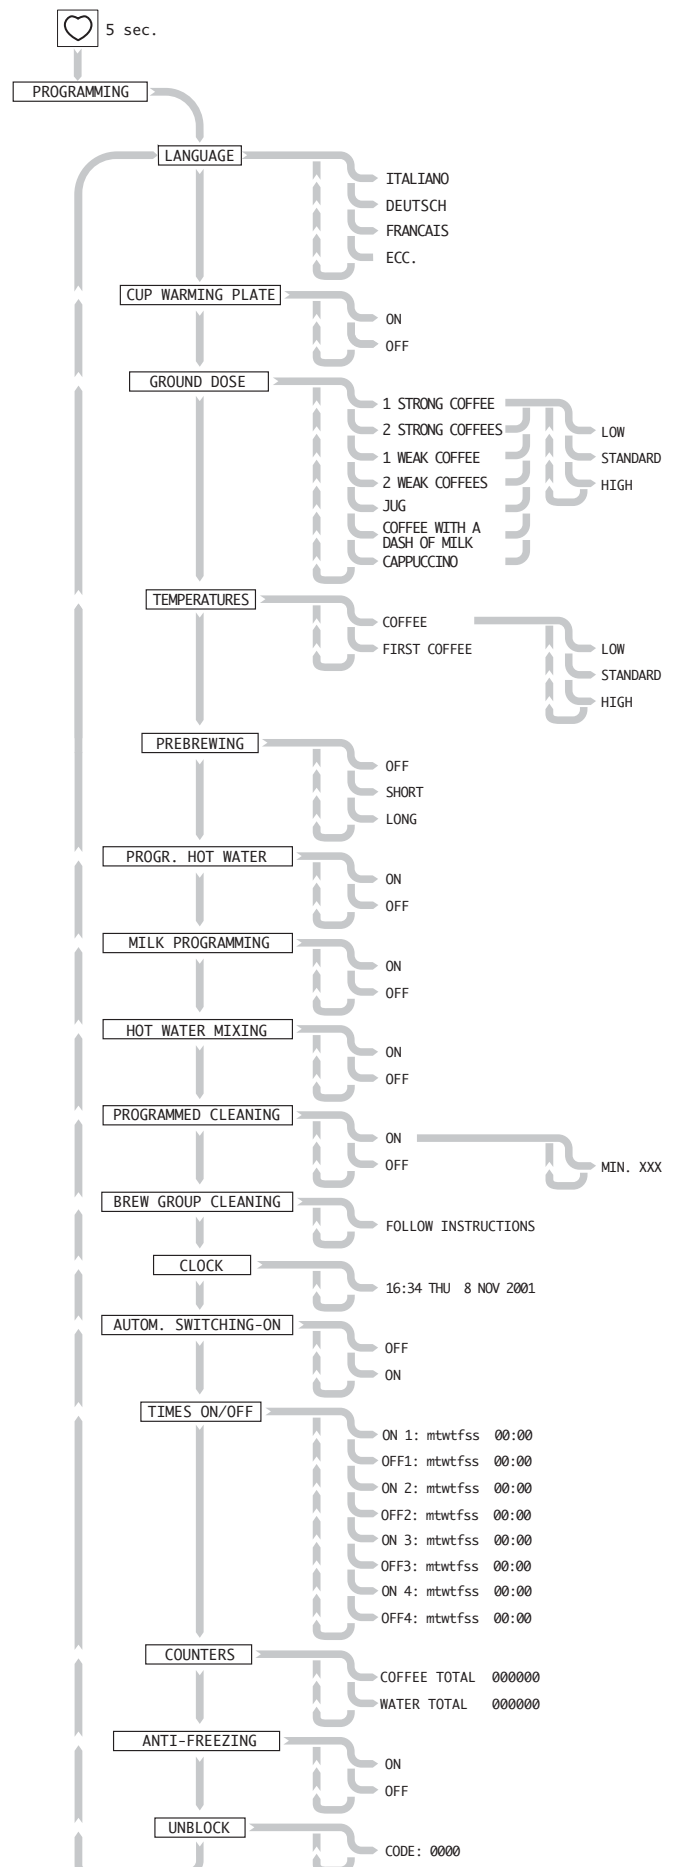 5 sec.
PROGRAMMING
LANGUAGE
ITALIANO
DEUTSCH
FRANCAIS
ECC.
CUP WARMING PLATE
ON
OFF
GROUND DOSE
1 STRONG COFFEE
2 STRONG COFFEES
1 WEAK COFFEE
2 WEAK COFFEES
JUG
COFFEE WITH A
DASH OF MILK
CAPPUCCINO
LOW
STANDARD
HIGH
TEMPERATURES
COFFEE
FIRST COFFEE
LOW
STANDARD
HIGH
PREBREWING
OFF
SHORT
LONG
PROGR. HOT WATER
ON
OFF
MILK PROGRAMMING
ON
OFF
HOT WATER MIXING
ON
OFF
PROGRAMMED CLEANING
ON
OFF
MIN. XXX
BREW GROUP CLEANING
FOLLOW INSTRUCTIONS
CLOCK
16:34 THU 8 NOV 2001
AUTOM. SWITCHING-ON
OFF
ON
TIMES ON/OFF
ON 1: mtwtfss 00:00
OFF1: mtwtfss 00:00
ON 2: mtwtfss 00:00
OFF2: mtwtfss 00:00
ON 3: mtwtfss 00:00
OFF3: mtwtfss 00:00
ON 4: mtwtfss 00:00
OFF4: mtwtfss 00:00
COUNTERS
COFFEE TOTAL 000000
WATER TOTAL 000000
ANTI-FREEZING
ON
OFF
UNBLOCK
CODE: 0000